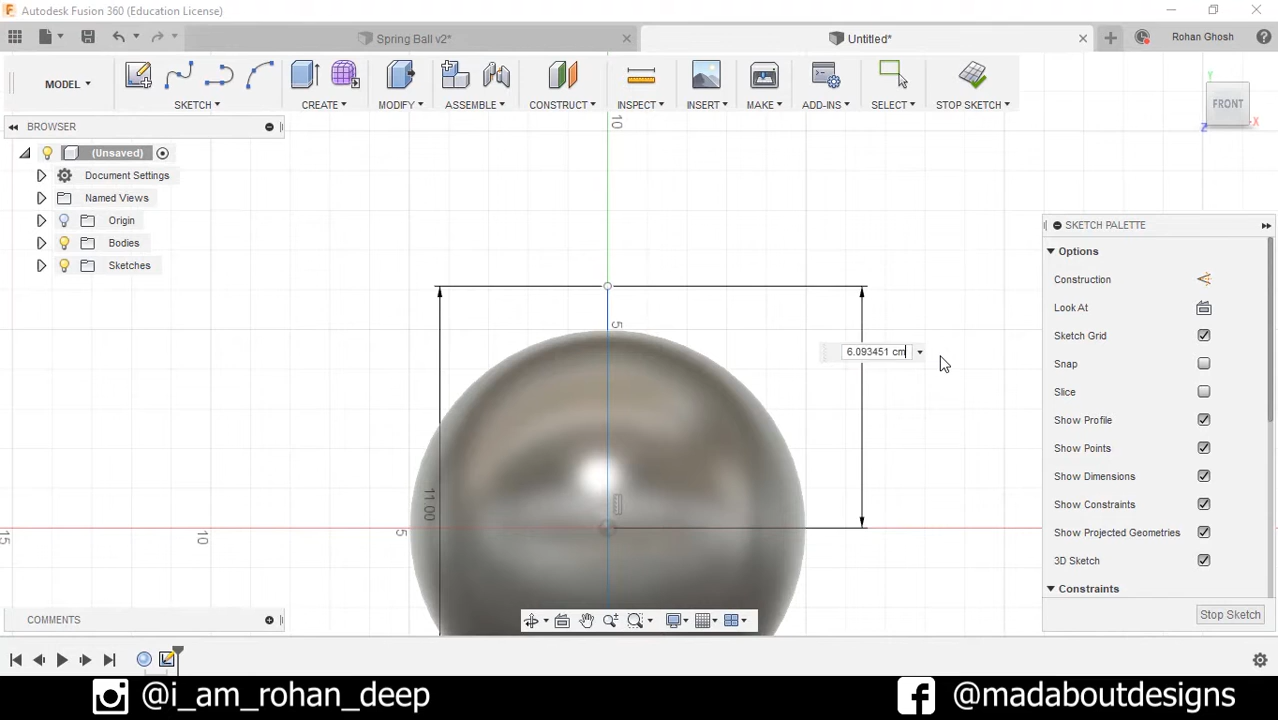 Autodesk Fusion 360 (Education License)
Spring Ball v2*
Untitled*
Rohan Ghosh
MODEL
SKETCH
CREATE
MODIFY
ASSEMBLE
CONSTRUCT
INSPECT
INSERT
MAKE
ADD-INS
SELECT
STOP SKETCH
Y
FRONT
Z
X
BROWSER
(Unsaved)
Document Settings
Named Views
Origin
Bodies
Sketches
10
5
6.093451 cm
11.00
15
10
5
SKETCH PALETTE
Options
Construction
Look At
Sketch Grid
Snap
Slice
Show Profile
Show Points
Show Dimensions
Show Constraints
Show Projected Geometries
3D Sketch
Constraints
Stop Sketch
COMMENTS
@i_am_rohan_deep
@madaboutdesigns